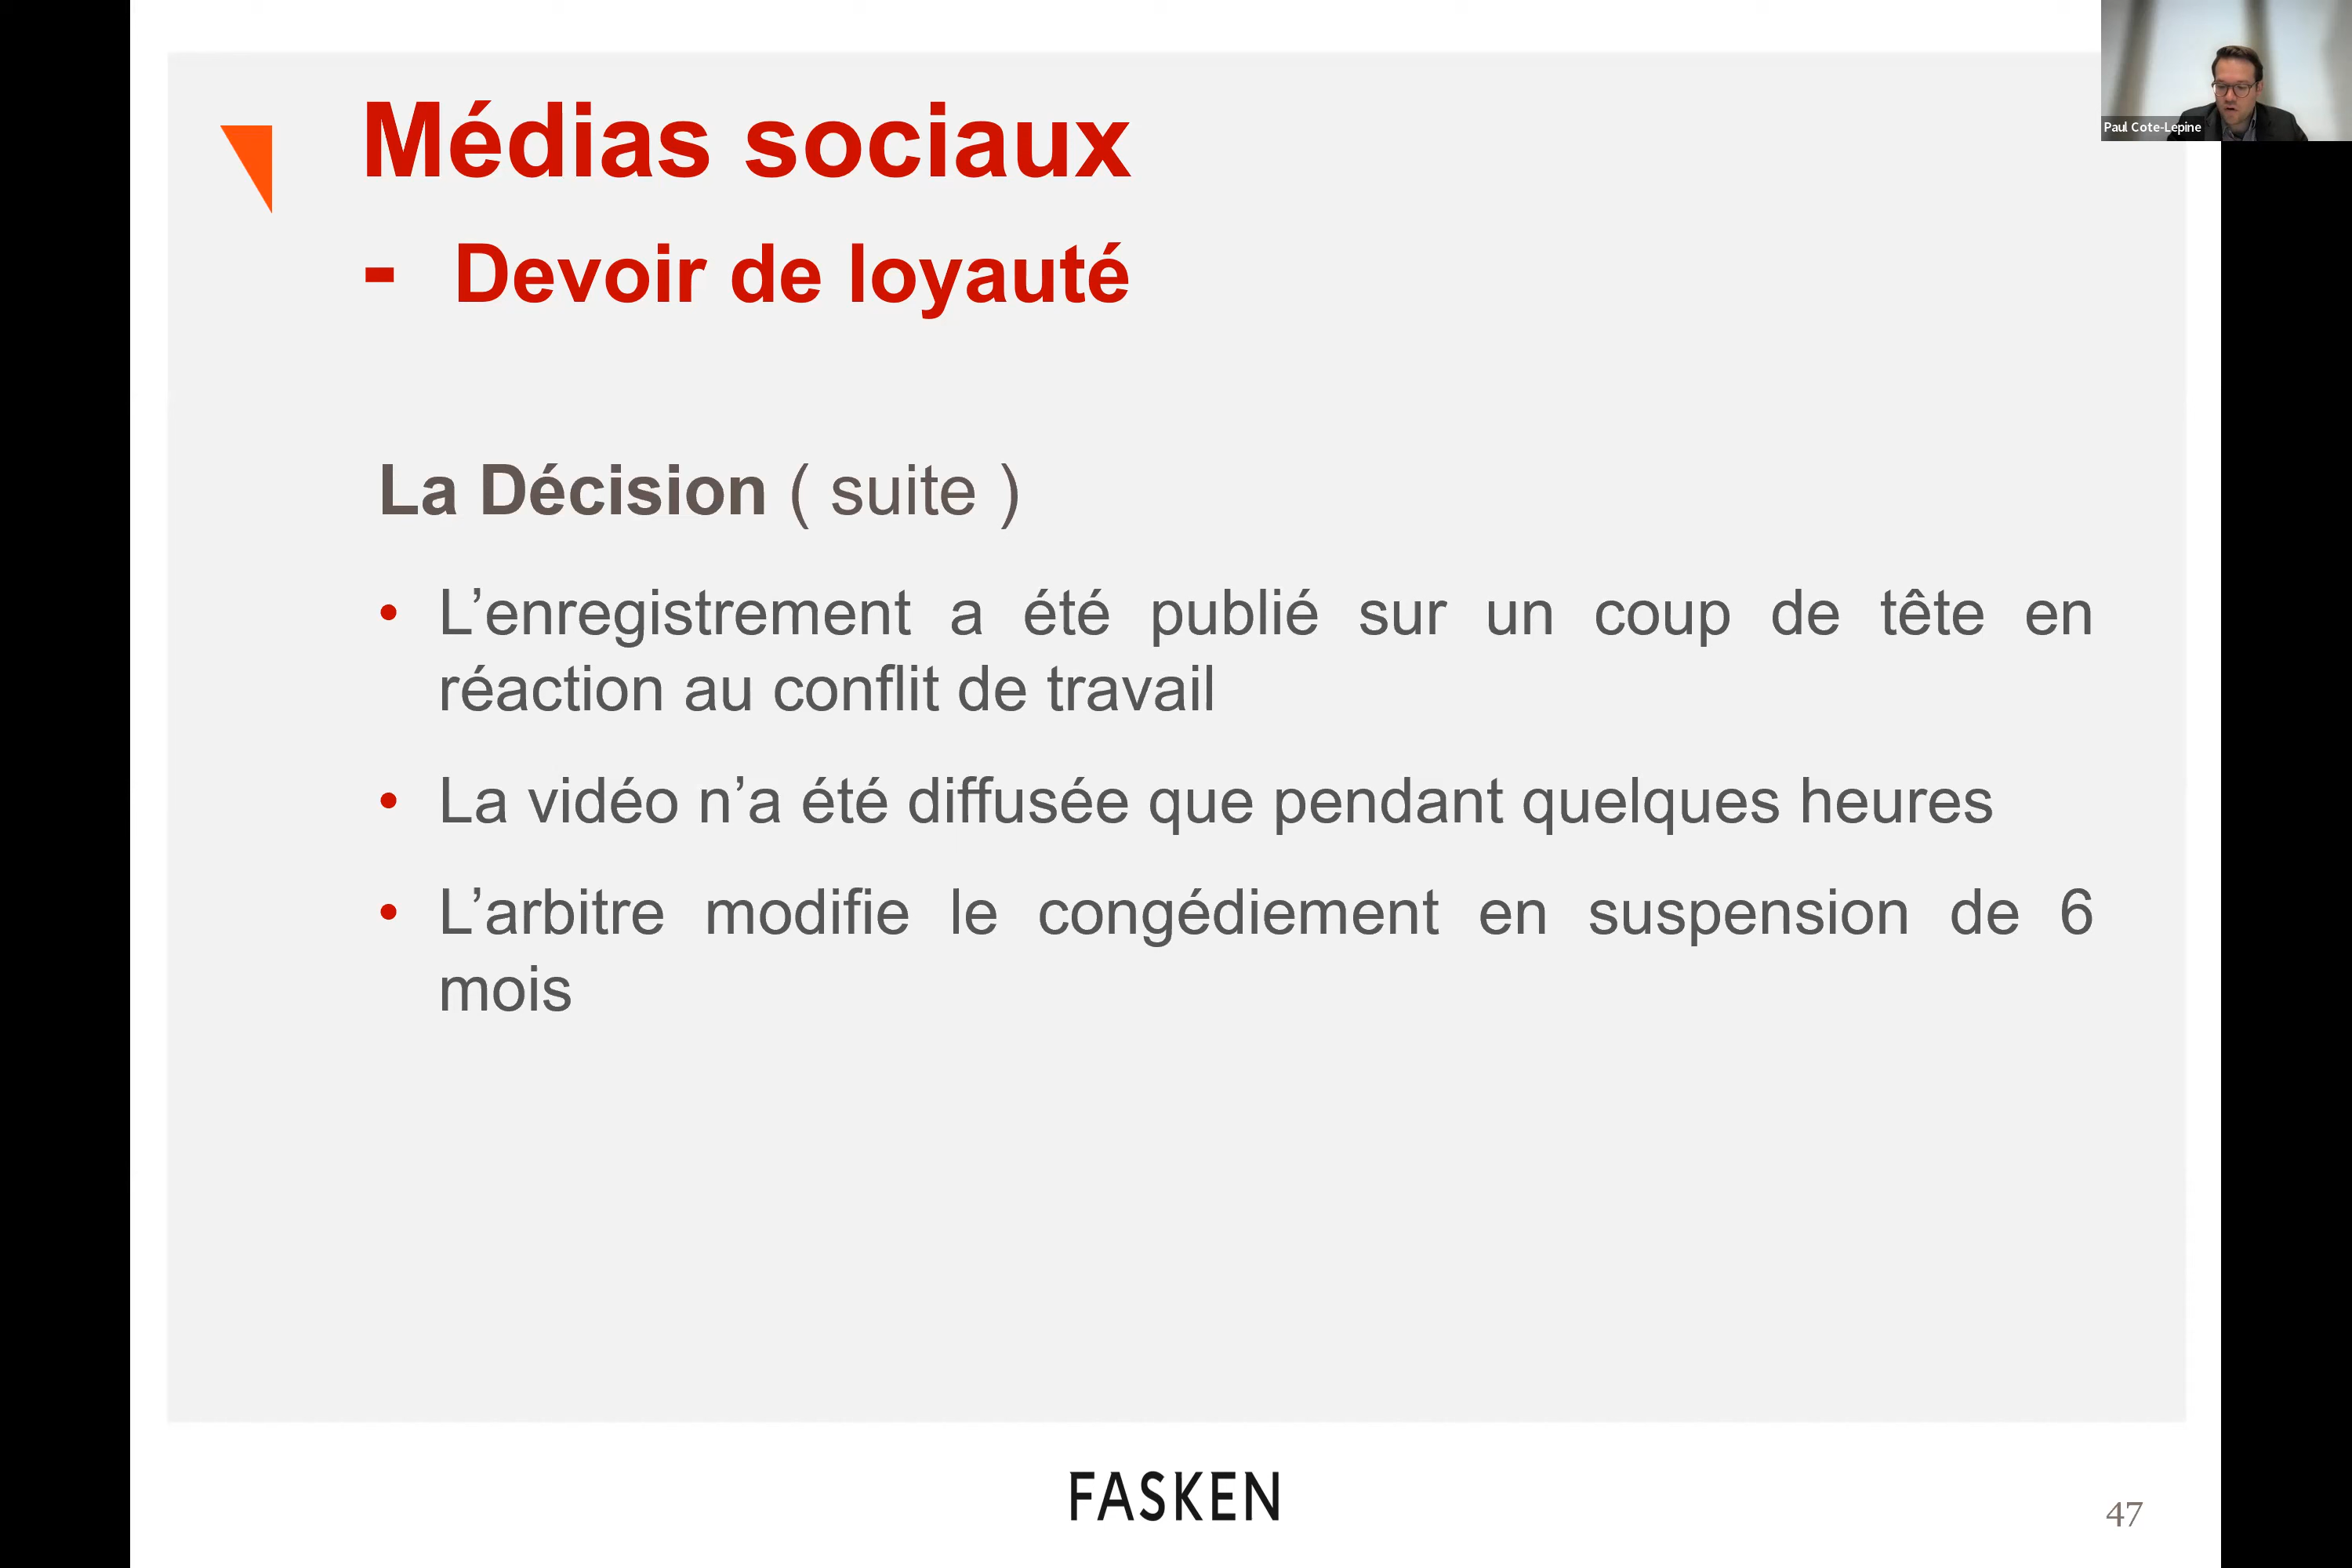 Paul Cote-Lepine
Médias sociaux
- Devoir de loyauté
La Décision ( suite )
• L’enregistrement a été publié sur un coup de tête en
réaction au conflit de travail
• La vidéo n’a été diffusée que pendant quelques heures
• L’arbitre modifie le congédiement en suspension de 6
mois
FASKEN
47